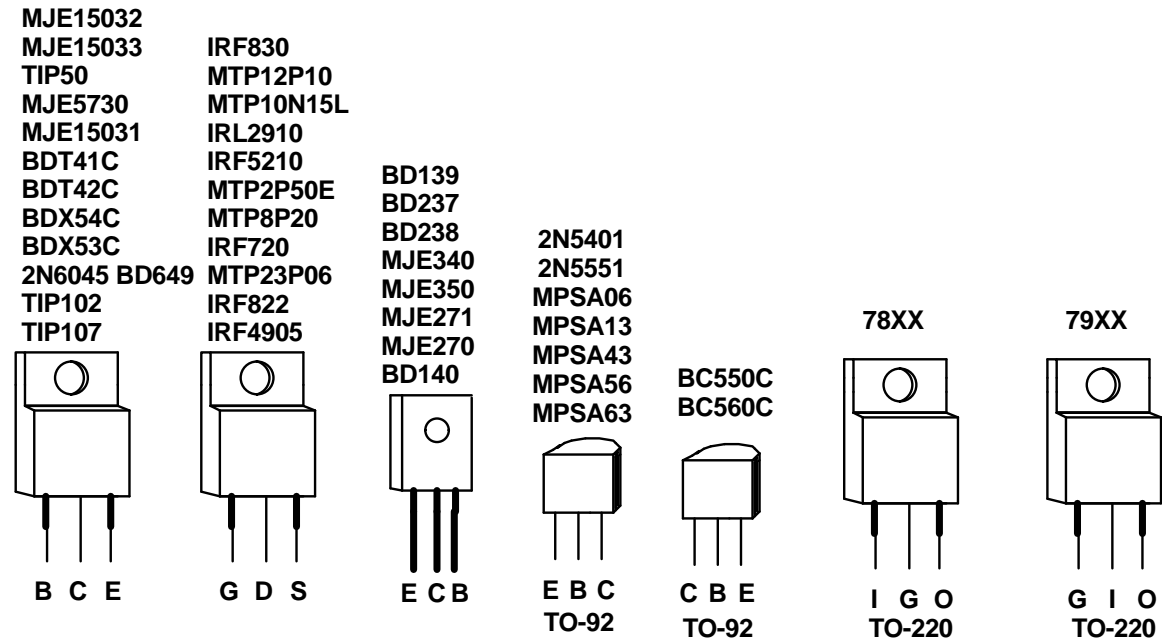 MJE15032
MJE15033
TIP50
MJE5730
MJE15031
BDT41C
BDT42C
BDX54C
BDX53C
2N6045 BD649
TIP102
TIP107
B C E
IRF830
MTP12P10
MTP10N15L
IRL2910
IRF5210
MTP2P50E
MTP8P20
IRF720
MTP23P06
IRF822
IRF4905
G D S
BD139
BD237
BD238
MJE340
MJE350
MJE271
MJE270
BD140
E C B
2N5401
2N5551
MPSA06
MPSA13
MPSA43
MPSA56
MPSA63
E B C
TO-92
BC550C
BC560C
C B E
TO-92
78XX
I G O
TO-220
79XX
G I O
TO-220